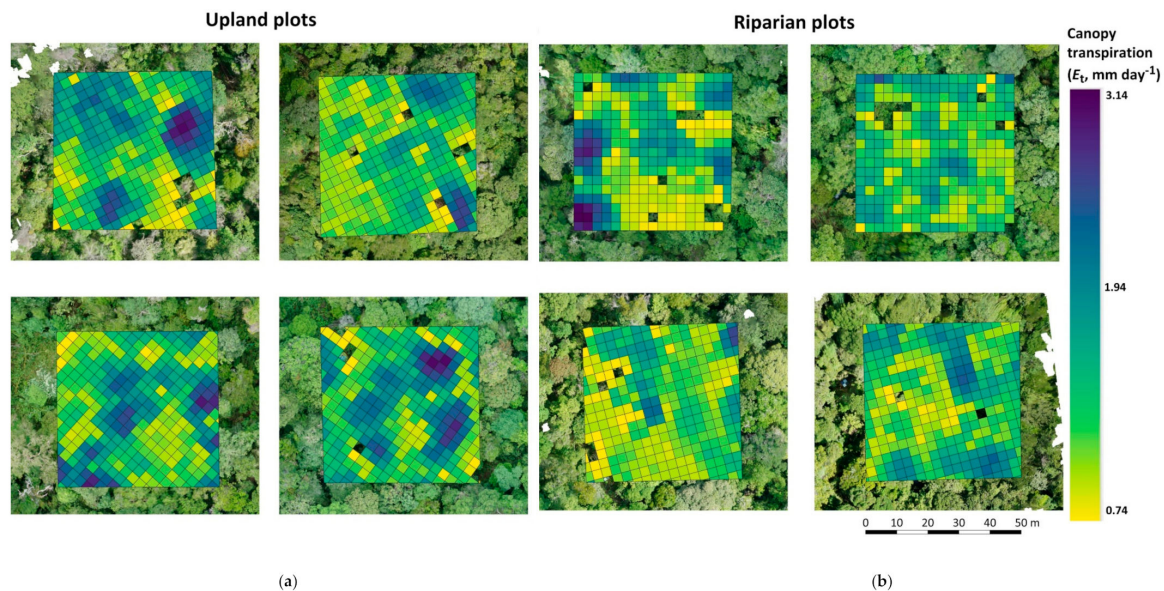 Upland plots
Riparian plots
Canopy
transpiration
(Et, mm day-1)
3.14
1.94
0.74
0 10 20 30 40 50 m
(a)
(b)